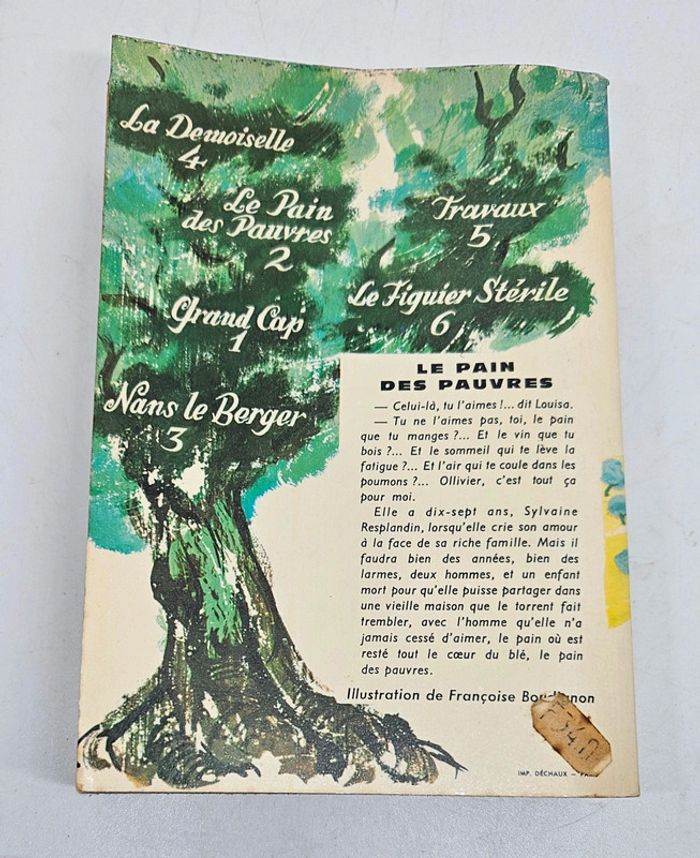 La Demoiselle
4
Le Pain
des Pauvres
2
Grand Cap
1
Nans le Berger
3
Travaux
5
Le Figuier Stérile
6
LE PAIN
DES PAUVRES
— Celui-là, tu l'aimes !... dit Louisa.
— Tu ne l'aimes pas, toi, le pain
que tu manges ?... Et le vin que tu
bois ?... Et le sommeil qui te lève la
fatigue ?... Et l'air qui te coule dans les
poumons ?... Ollivier, c'est tout ça
pour moi.
Elle a dix-sept ans, Sylvaine
Resplandin, lorsqu'elle crie son amour
à la face de sa riche famille. Mais il
faudra bien des années, bien des
larmes, deux hommes, et un enfant
mort pour qu'elle puisse partager dans
une vieille maison que le torrent fait
trembler, avec l'homme qu'elle n'a
jamais cessé d'aimer, le pain où est
resté tout le cœur du blé, le pain
des pauvres.
Illustration de Françoise
IMP. DÉCHAUX —